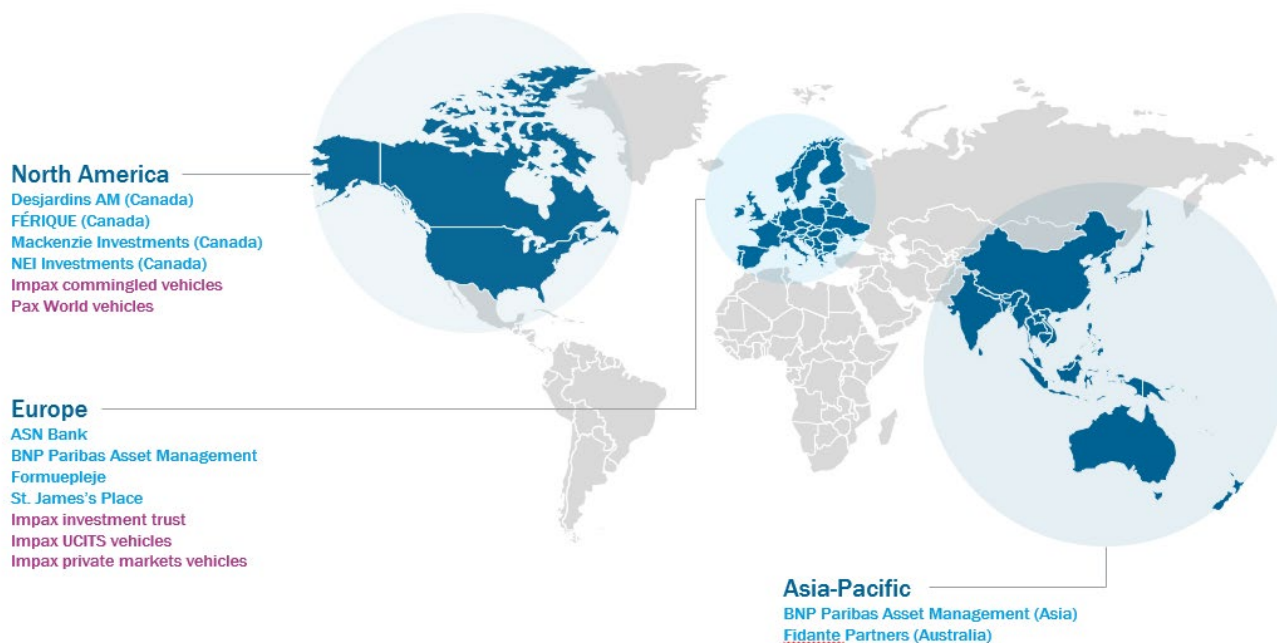 North America
Desjardins AM (Canada)
FÉRIQUE (Canada)
Mackenzie Investments (Canada)
NEI Investments (Canada)
Impax commingled vehicles
Pax World vehicles
Europe
ASN Bank
BNP Paribas Asset Management
Formuepleje
St. James’s Place
Impax investment trust
Impax UCITS vehicles
Impax private markets vehicles
Asia-Pacific
BNP Paribas Asset Management (Asia)
Fidante Partners (Australia)